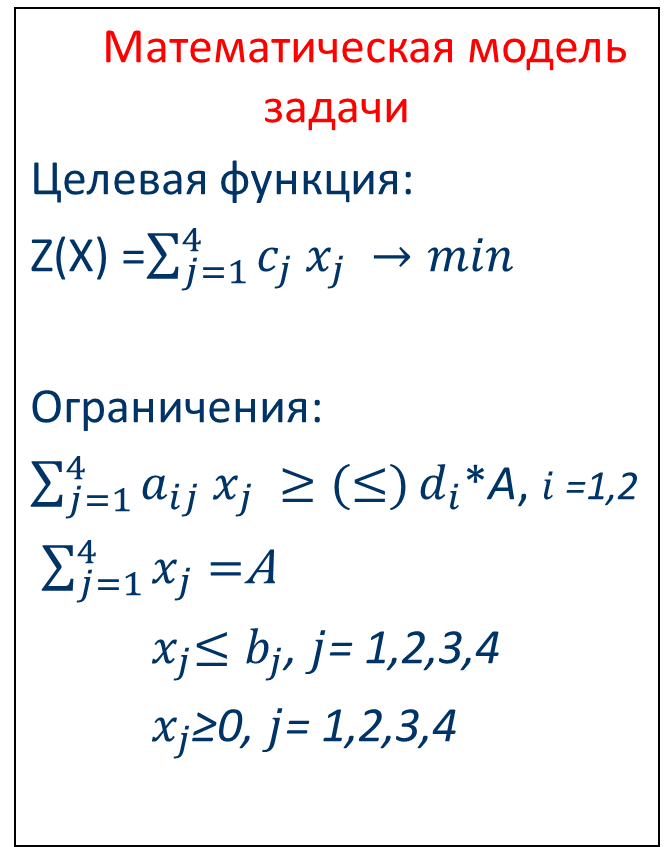 Математическая модель
задачи
Целевая функция:
Z(X) =∑⁴ⱼ₌₁ cⱼ xⱼ → min
Ограничения:
∑⁴ⱼ₌₁ aᵢⱼ xⱼ ≥ (≤) dᵢ*A, i =1,2
∑⁴ⱼ₌₁ xⱼ =A
xⱼ≤ bⱼ, j= 1,2,3,4
xⱼ≥0, j= 1,2,3,4